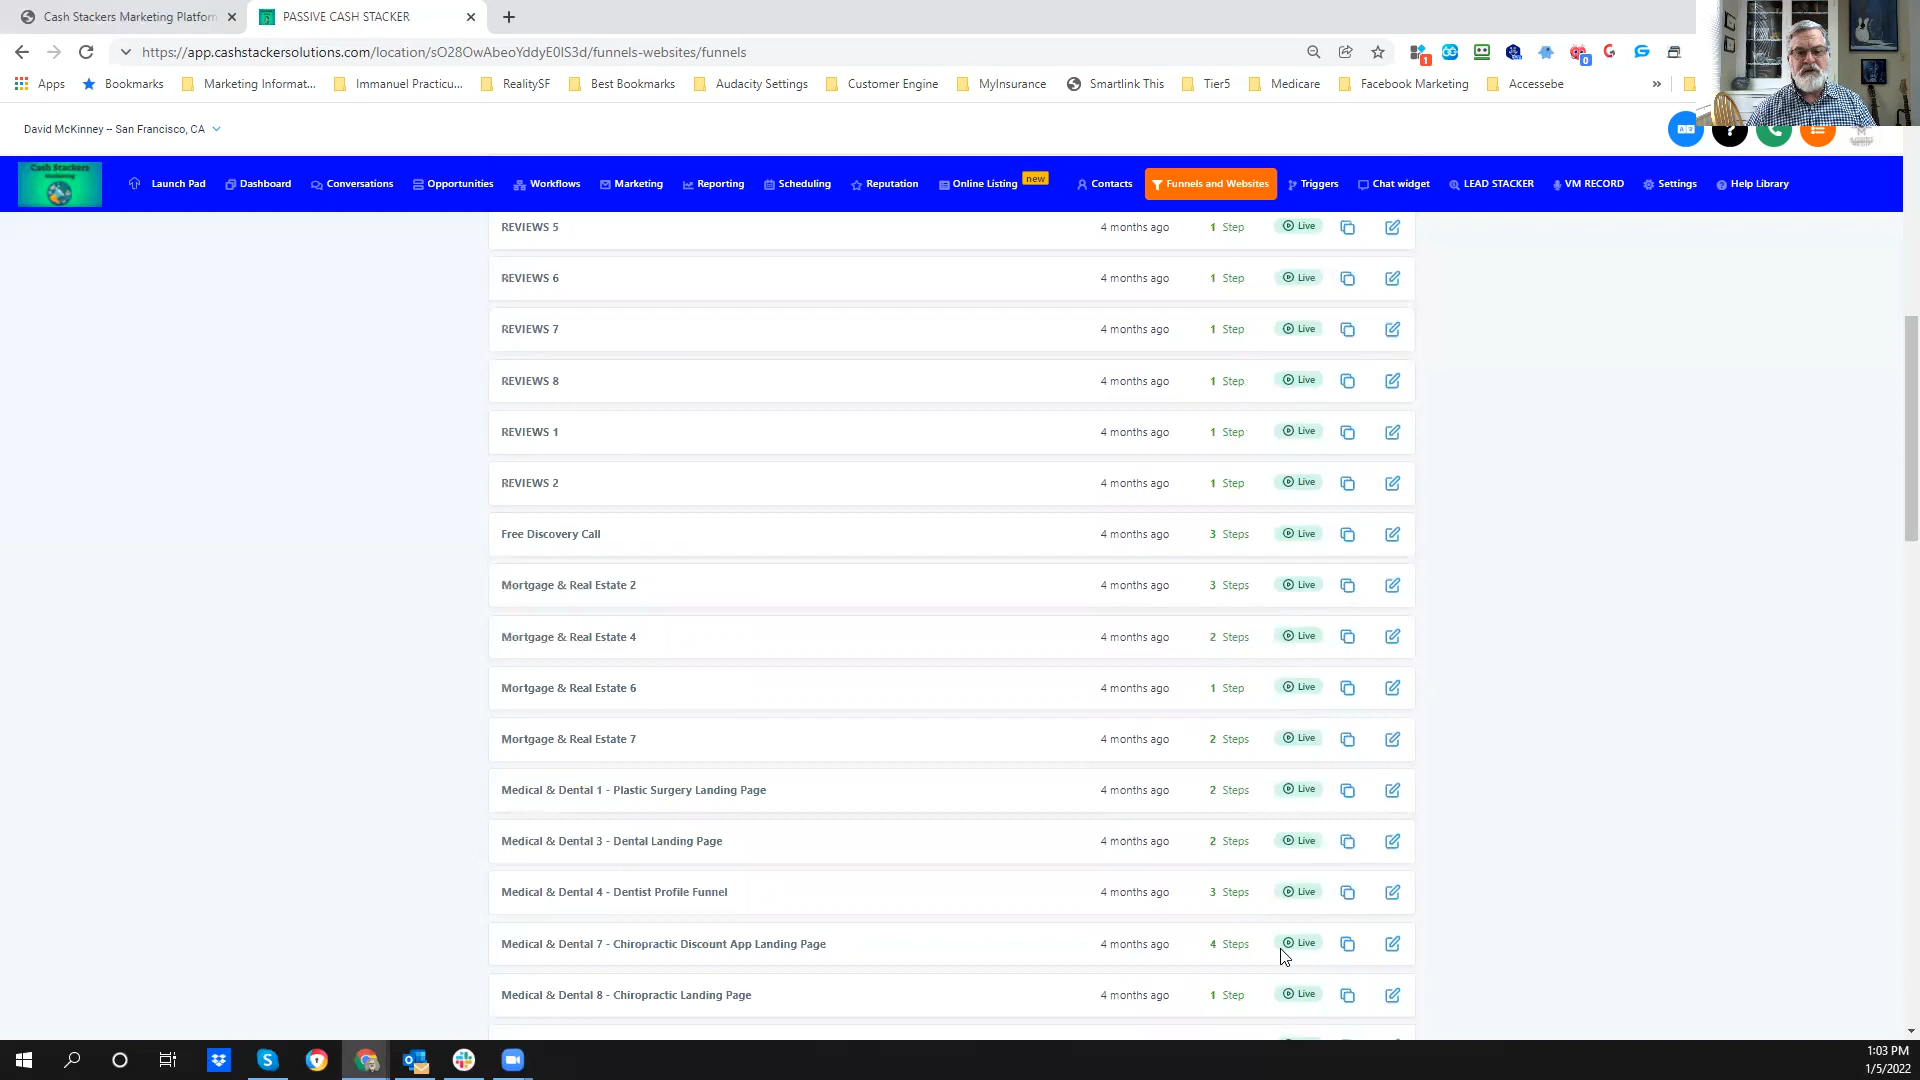 Cash Stackers Marketing Platform
PASSIVE CASH STACKER
https://app.cashstackersolutions.com/location/sO28OwAbeoYddyE0IS3d/funnels-websites/funnels
1
0
Apps
Bookmarks
Marketing Informat...
Immanuel Practicu...
RealitySF
Best Bookmarks
Audacity Settings
Customer Engine
MyInsurance
Smartlink This
Tier5
Medicare
Facebook Marketing
Accessebe
»
David McKinney -- San Francisco, CA
Cash Stackers
Marketing
Launch Pad
Dashboard
Conversations
Opportunities
Workflows
Marketing
Reporting
Scheduling
Reputation
Online Listing new
Contacts
Funnels and Websites
Triggers
Chat widget
LEAD STACKER
VM RECORD
Settings
Help Library
REVIEWS 5 4 months ago 1 Step Live
REVIEWS 6 4 months ago 1 Step Live
REVIEWS 7 4 months ago 1 Step Live
REVIEWS 8 4 months ago 1 Step Live
REVIEWS 1 4 months ago 1 Step Live
REVIEWS 2 4 months ago 1 Step Live
Free Discovery Call 4 months ago 3 Steps Live
Mortgage & Real Estate 2 4 months ago 3 Steps Live
Mortgage & Real Estate 4 4 months ago 2 Steps Live
Mortgage & Real Estate 6 4 months ago 1 Step Live
Mortgage & Real Estate 7 4 months ago 2 Steps Live
Medical & Dental 1 - Plastic Surgery Landing Page 4 months ago 2 Steps Live
Medical & Dental 3 - Dental Landing Page 4 months ago 2 Steps Live
Medical & Dental 4 - Dentist Profile Funnel 4 months ago 3 Steps Live
Medical & Dental 7 - Chiropractic Discount App Landing Page 4 months ago 4 Steps Live
Medical & Dental 8 - Chiropractic Landing Page 4 months ago 1 Step Live
1:03 PM
1/5/2022